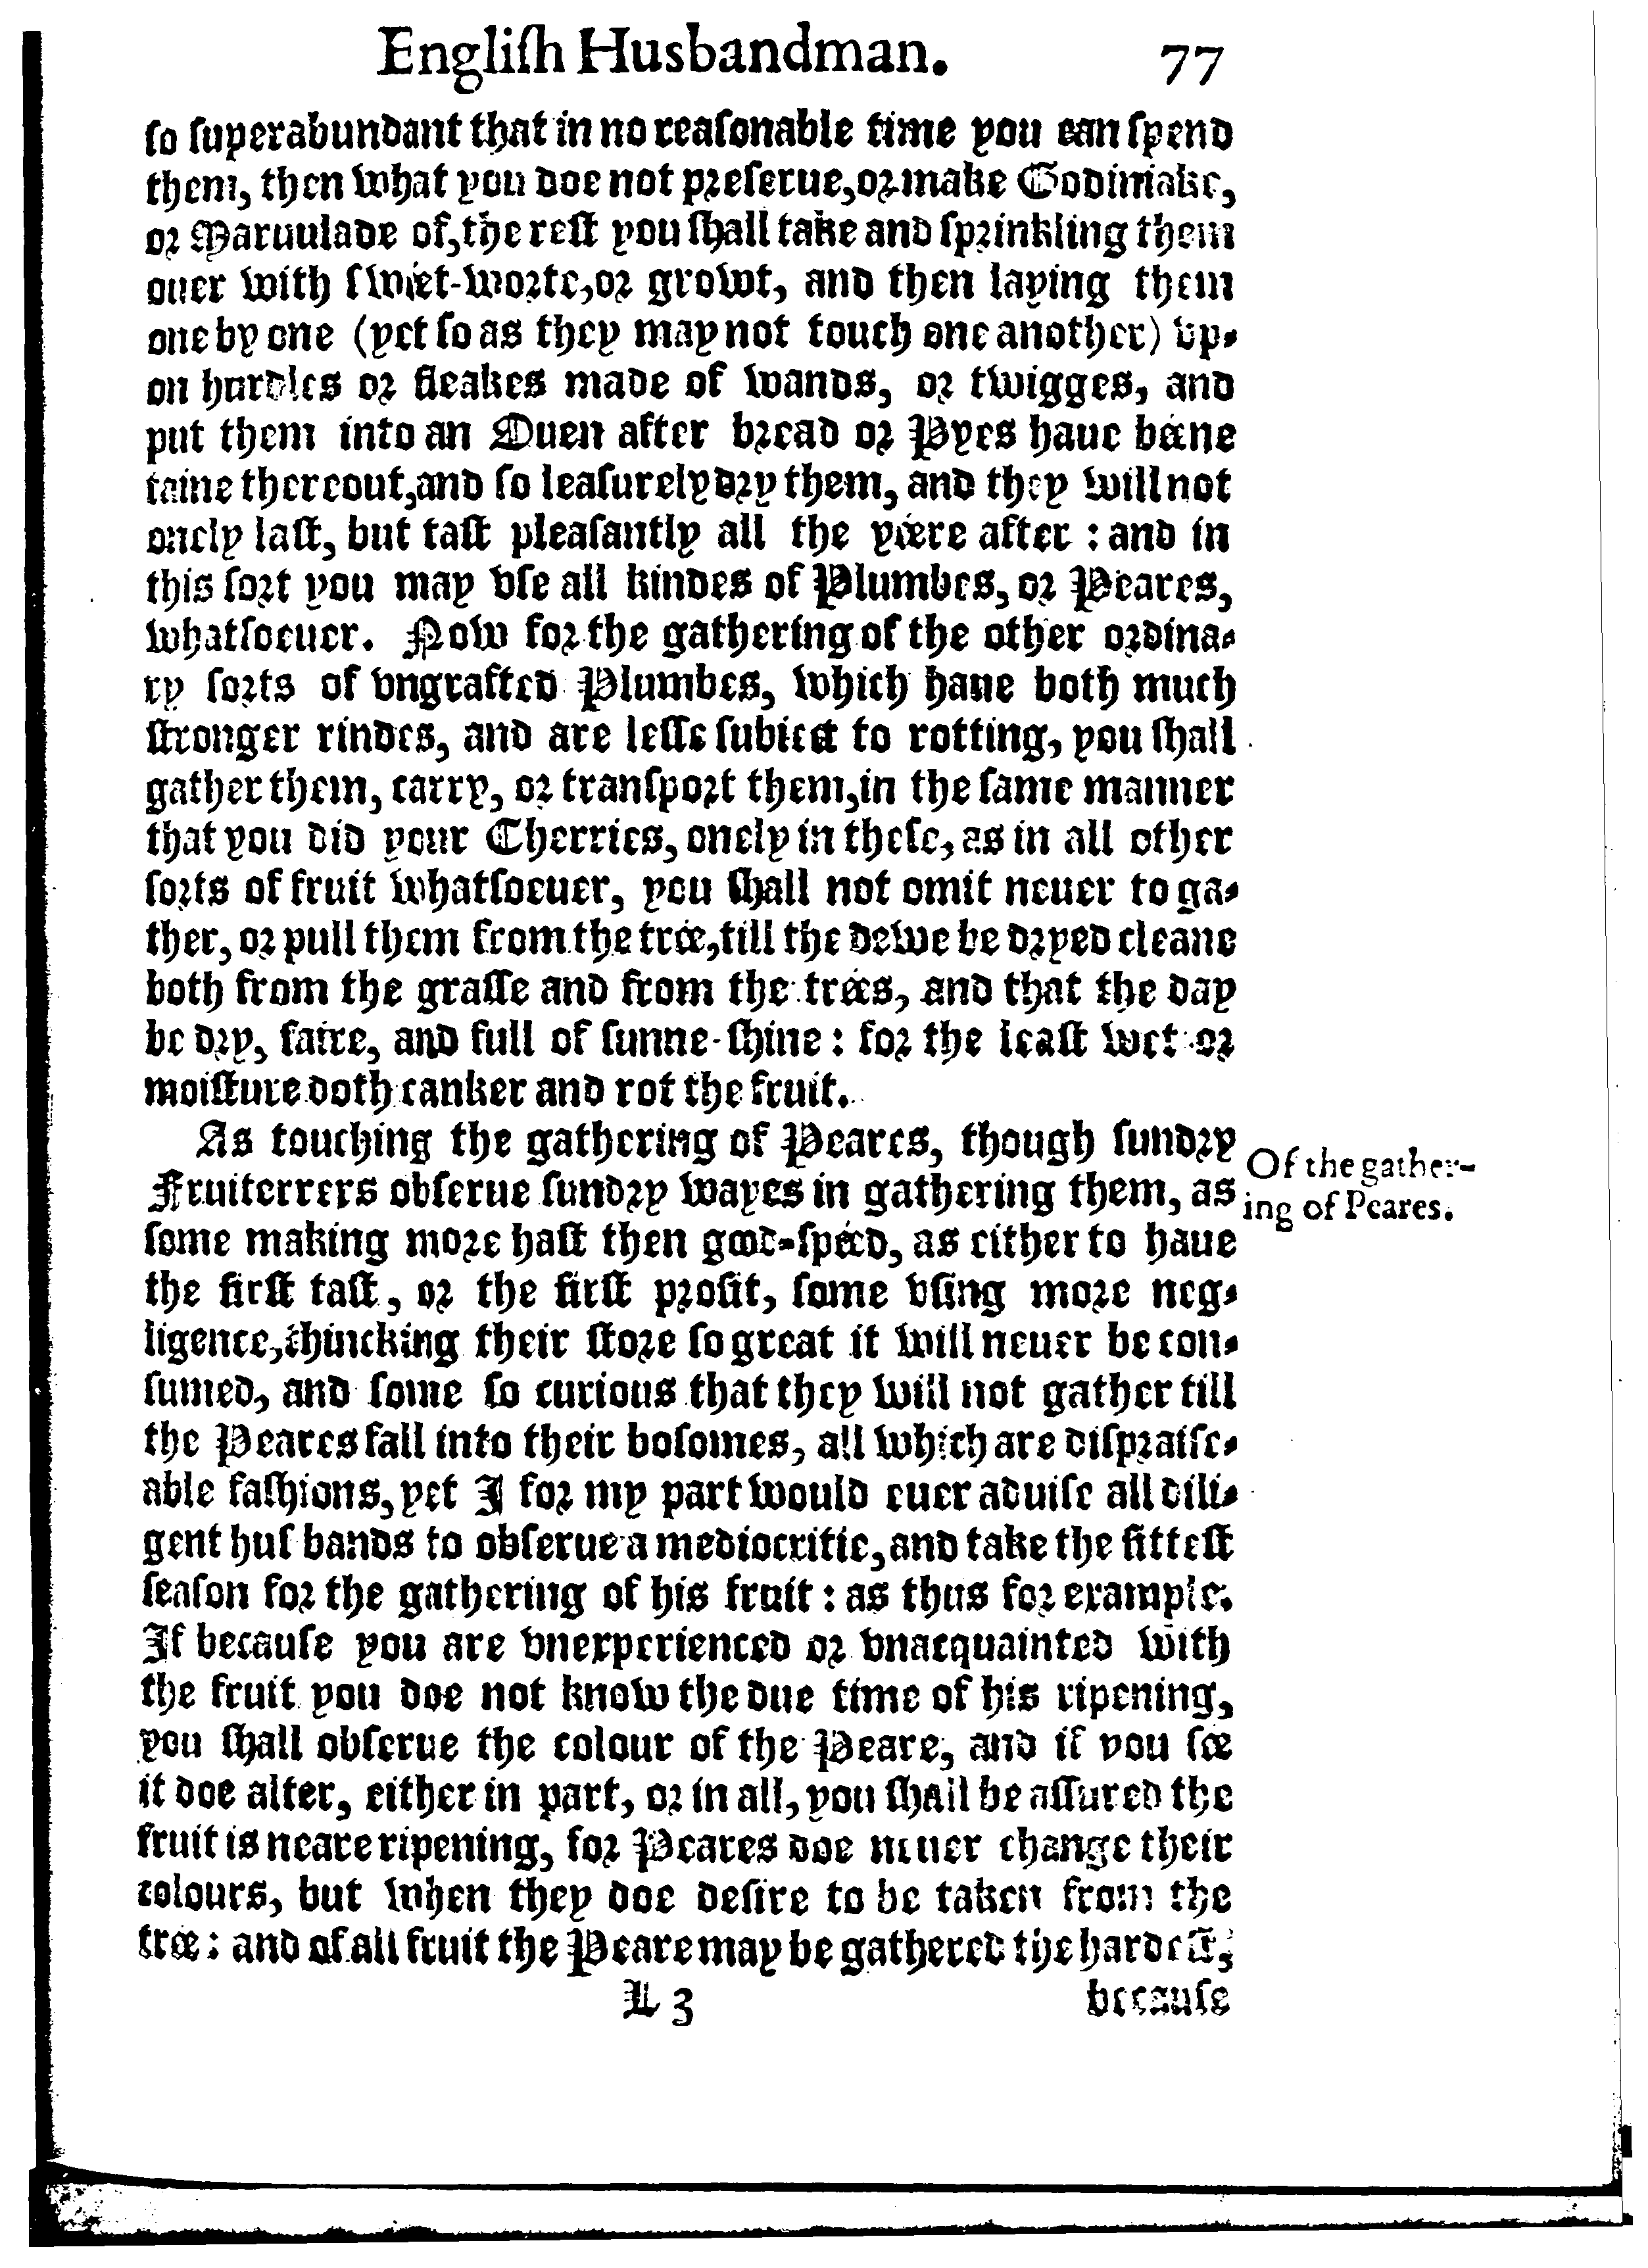 Engliſh Husbandman. 77
ſo ſuperabundant that in no reaſonable time you can ſpend
them, then what you doe not preſerue, or make Godiniake,
or Marmulade of, the reſt you ſhall take and ſprinkling them
ouer with ſwéet-worte, or growt, and then laying them
one by one (yet ſo as they may not touch one another) vp-
on hurdles or fleakes made of wands, or twigges, and
put them into an Ouen after bread or Pyes haue béene
taine thereout, and ſo leaſurely dry them, and they will not
onely laſt, but taſt pleaſantly all the yéere after: and in
this ſort you may vſe all kindes of Plumbes, or Peares,
whatſoeuer. Now for the gathering of the other ordina-
ry ſorts of vngrafted Plumbes, which haue both much
ſtronger rindes, and are leſſe ſubiect to rotting, you ſhall
gather them, carry, or tranſport them, in the ſame manner
that you did your Cherries, onely in theſe, as in all other
ſorts of fruit whatſoeuer, you ſhall not omit neuer to ga-
ther, or pull them from the trée, till the dewe be dryed cleane
both from the graſſe and from the trées, and that the day
be dry, faire, and full of ſunne-ſhine: for the leaſt wet or
moiſture doth canker and rot the fruit.
As touching the gathering of Peares, though ſundry
Fruiterrers obſerue ſundry wayes in gathering them, as
Of the gather-
ing of Peares.
ſome making more haſt then good-ſpéed, as either to haue
the firſt taſt, or the firſt profit, ſome vſing more neg-
ligence, thincking their ſtore ſo great it will neuer be con-
ſumed, and ſome ſo curious that they will not gather till
the Peares fall into their boſomes, all which are diſpraiſe-
able faſhions, yet I for my part would euer aduiſe all dili-
gent huſbands to obſerue a mediocritie, and take the fitteſt
ſeaſon for the gathering of his fruit: as thus for example.
If becauſe you are vnexperienced or vnacquainted with
the fruit you doe not know the due time of his ripening,
you ſhall obſerue the colour of the Peare, and if you ſée
it doe alter, either in part, or in all, you ſhall be aſſured the
fruit is neare ripening, for Peares doe neuer change their
colours, but when they doe deſire to be taken from the
trée: and of all fruit the Peare may be gathered the hardeſt,
L 3 becauſe